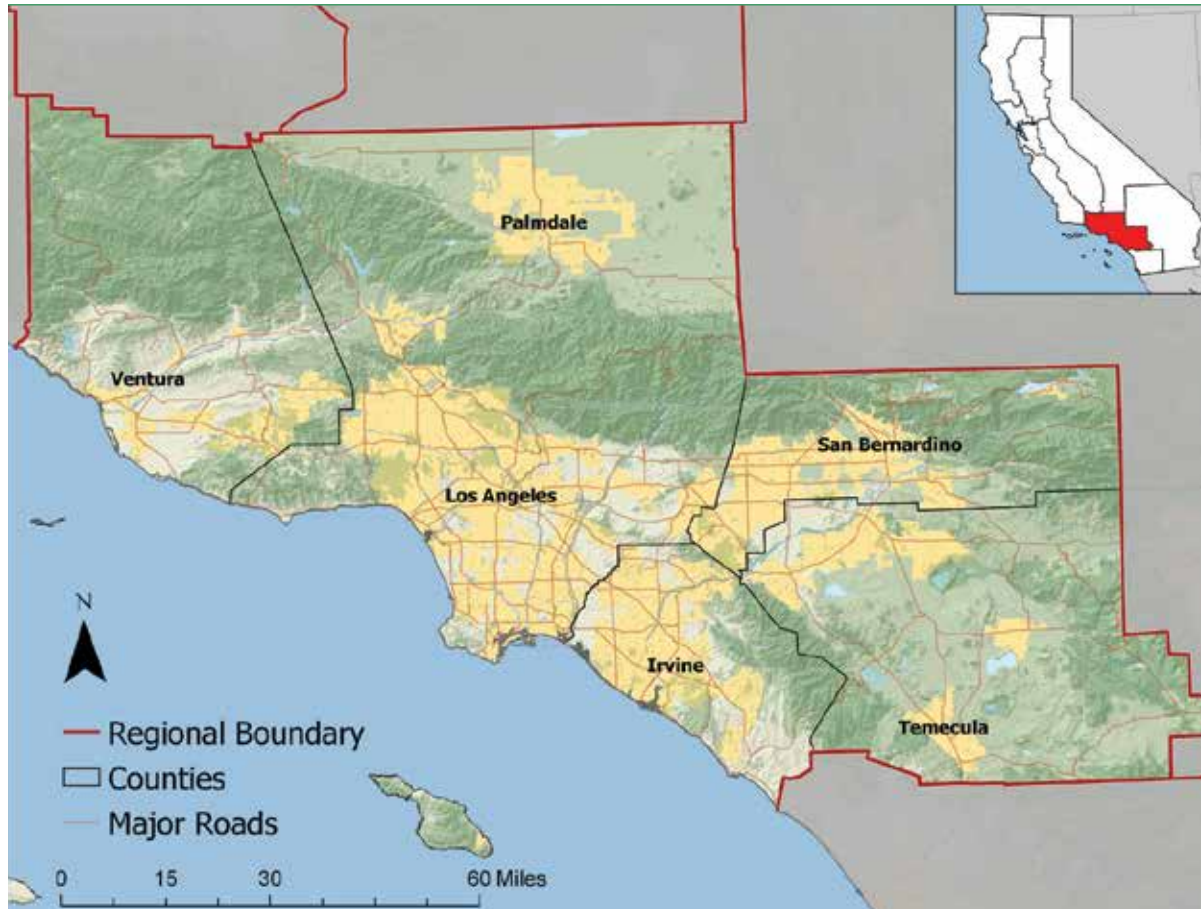 Palmdale
Ventura
San Bernardino
Los Angeles
Irvine
Temecula
N
Regional Boundary
Counties
Major Roads
0 15 30 60 Miles